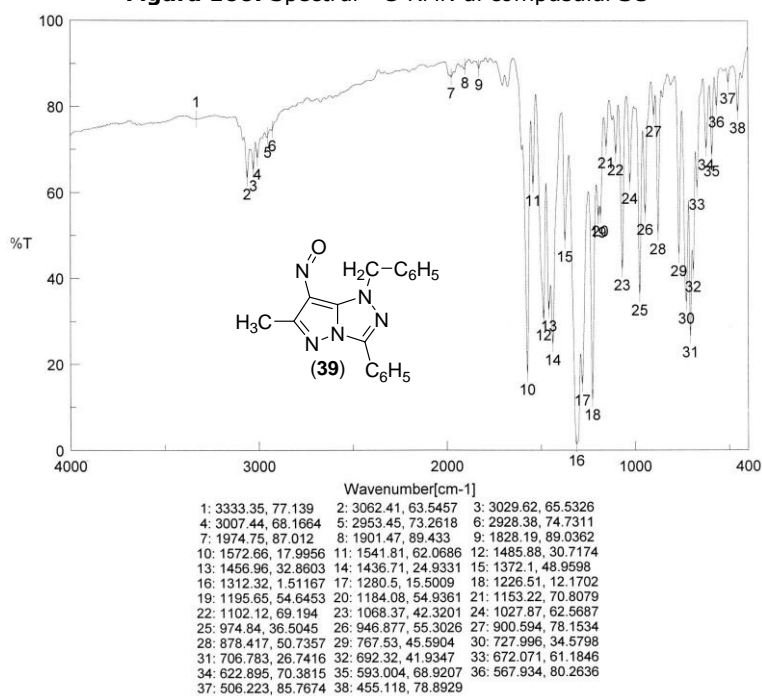 Figura 100. Spectrul ¹³C-RMN al compusului 38
100
80
60
%T
40
20
0
4000
3000
2000
1000
400
Wavenumber[cm-1]
1
2
3
4
5
6
7
8
9
10
11
12
13
14
15
16
17
18
19
20
21
22
23
24
25
26
27
28
29
30
31
32
33
34
35
36
37
38
O
N
H₂C—C₆H₅
N
H₃C
N
N
N
C₆H₅
(39)
1: 3333.35, 77.139 2: 3062.41, 63.5457 3: 3029.62, 65.5326
4: 3007.44, 68.1664 5: 2953.45, 73.2618 6: 2928.38, 74.7311
7: 1974.75, 87.012 8: 1901.47, 89.433 9: 1828.19, 89.0362
10: 1572.66, 17.9956 11: 1541.81, 62.0686 12: 1485.88, 30.7174
13: 1456.96, 32.8603 14: 1436.71, 24.9331 15: 1372.1, 48.9598
16: 1312.32, 1.51167 17: 1280.5, 15.5009 18: 1226.51, 12.1702
19: 1195.65, 54.6453 20: 1184.08, 54.9361 21: 1153.22, 70.8079
22: 1102.12, 69.194 23: 1068.37, 42.3201 24: 1027.87, 62.5687
25: 974.84, 36.5045 26: 946.877, 55.3026 27: 900.594, 78.1534
28: 878.417, 50.7357 29: 767.53, 45.5904 30: 727.996, 34.5798
31: 706.783, 26.7416 32: 692.32, 41.9347 33: 672.071, 61.1846
34: 622.895, 70.3815 35: 593.004, 68.9207 36: 567.934, 80.2636
37: 506.223, 85.7674 38: 455.118, 78.8929